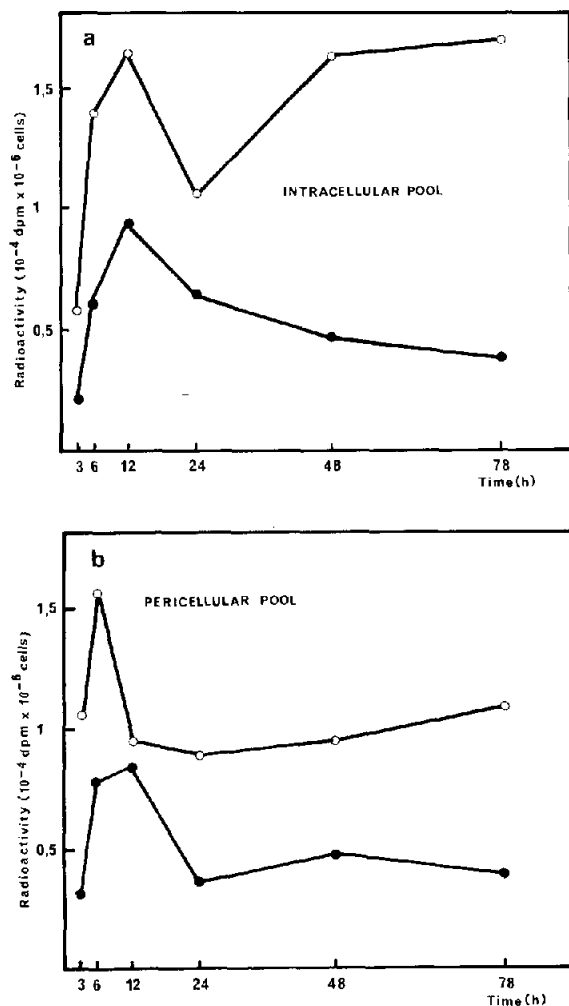 a
1,5
1
0,5
Radioactivity (10⁻⁴ dpm x 10⁻⁶ cells)
INTRACELLULAR POOL
3 6 12 24 48 78
Time(h)
b
1,5
1
0,5
Radioactivity (10⁻⁴ dpm x 10⁻⁶ cells)
PERICELLULAR POOL
3 6 12 24 48 78
Time (h)